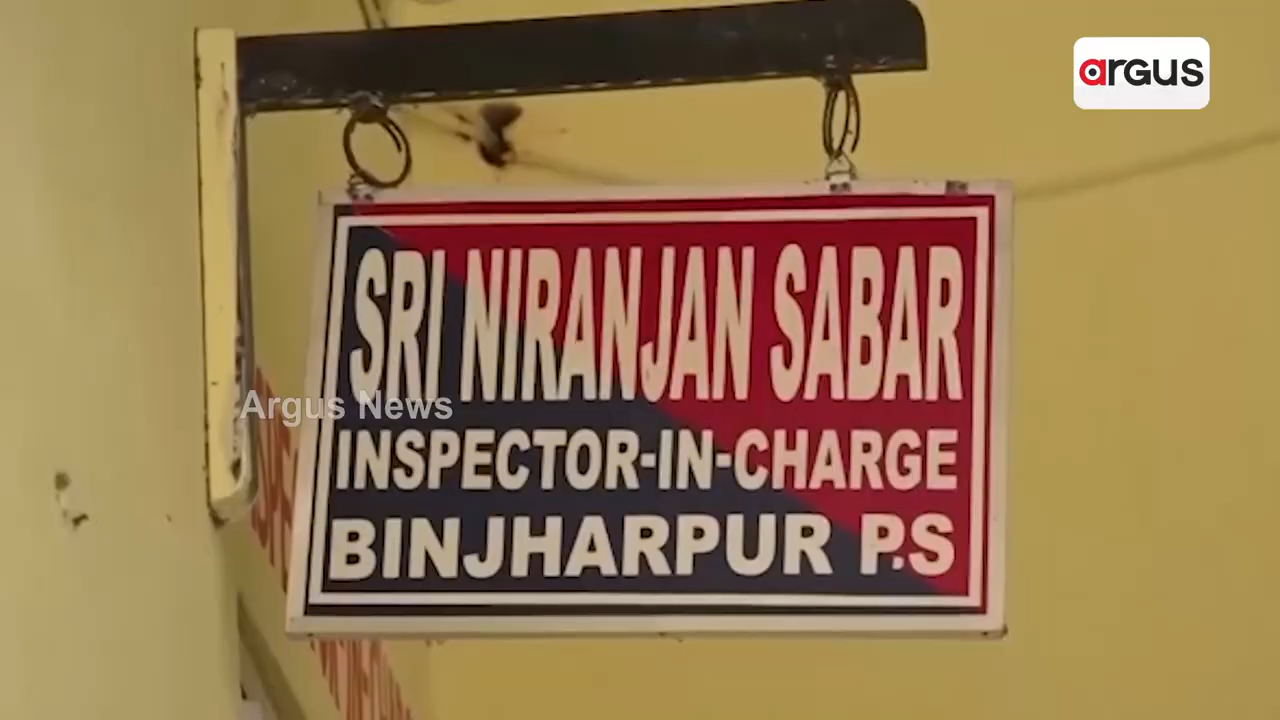 argus
SRI NIRANJAN SABAR
Argus News
INSPECTOR-IN-CHARGE
BINJHARPUR P.S